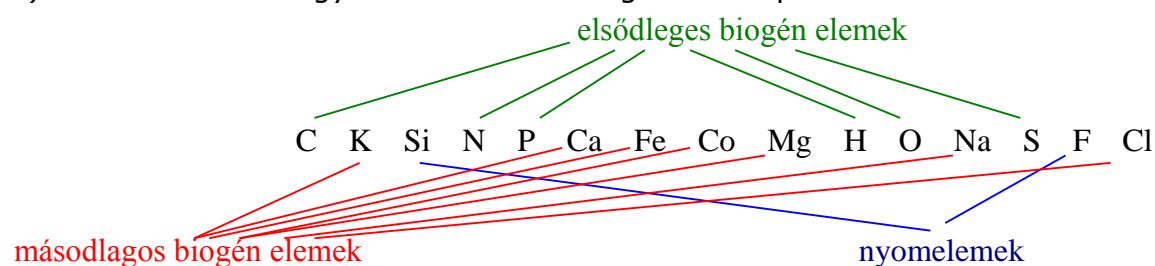 elsődleges biogén elemek
C K Si N P Ca Fe Co Mg H O Na S F Cl
másodlagos biogén elemek nyomelemek